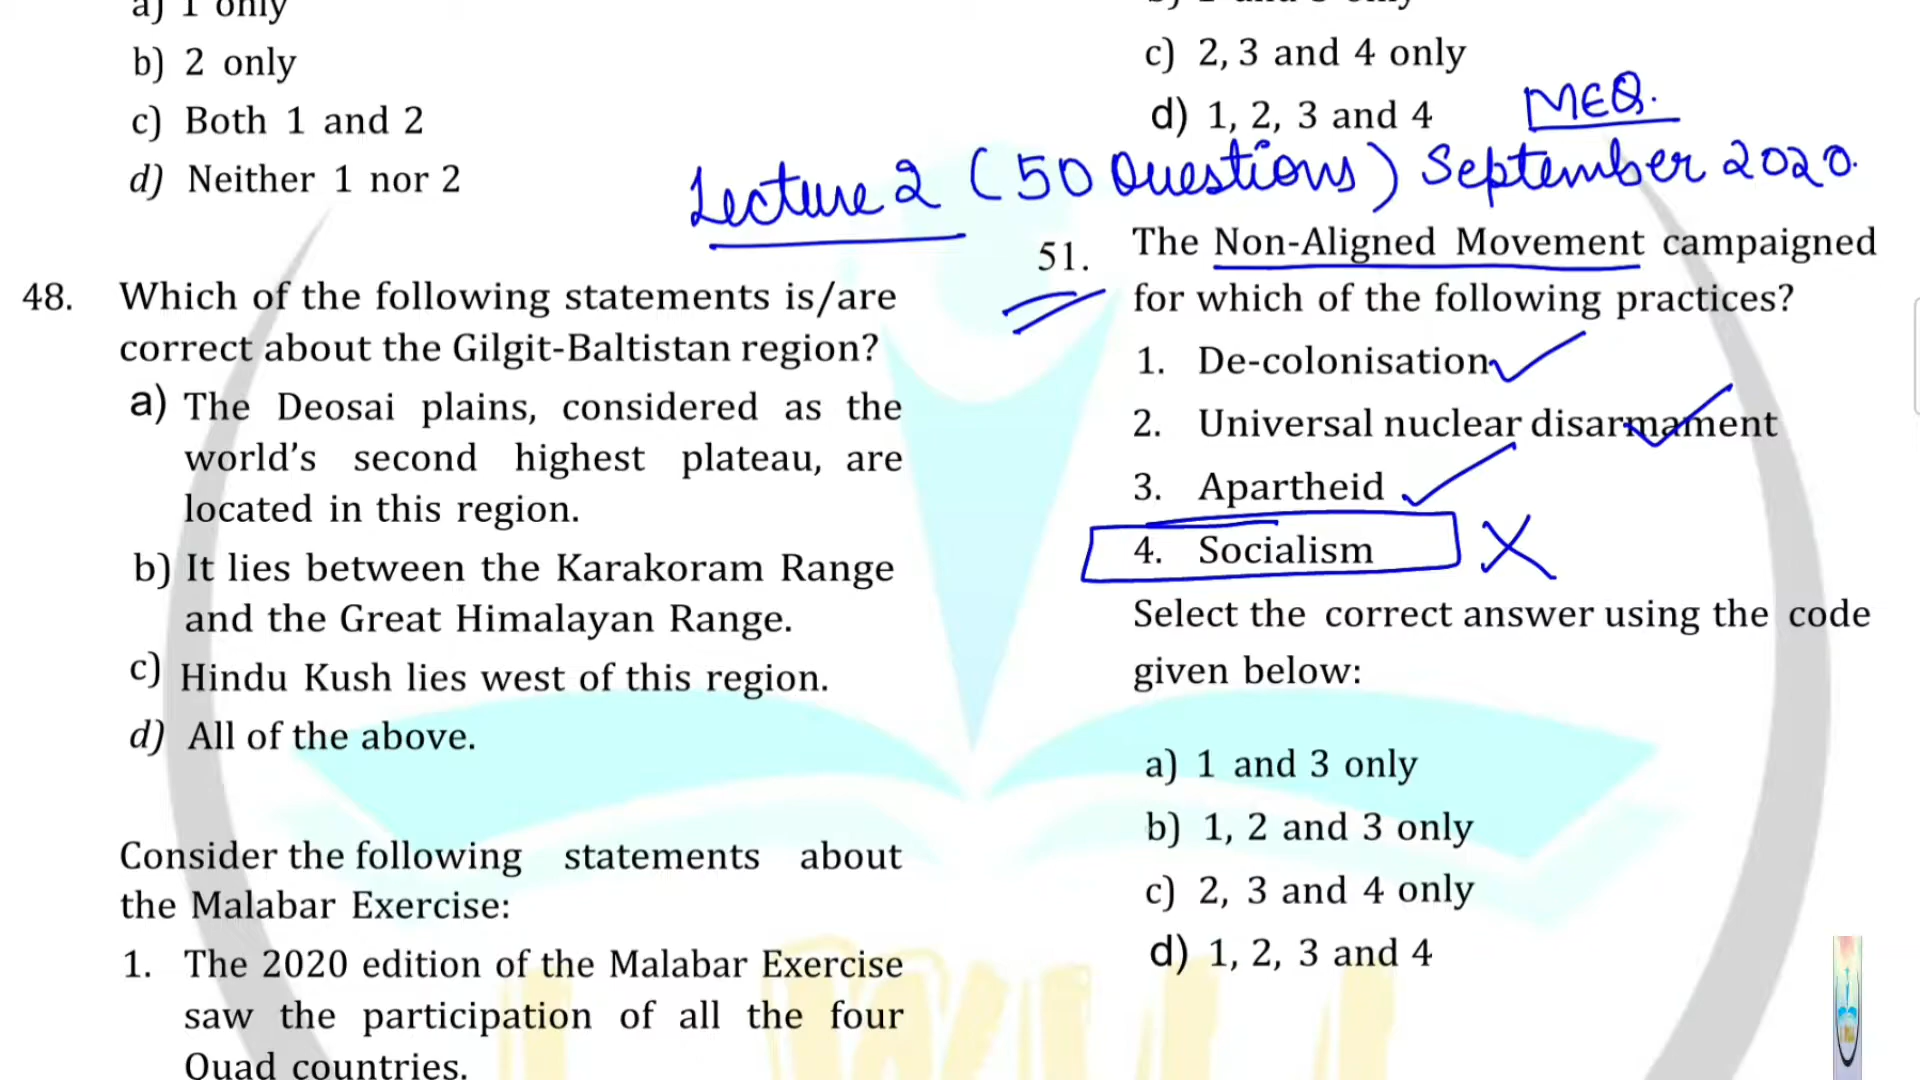 a) 1 only
b) 2 only
c) Both 1 and 2
d) Neither 1 nor 2
48. Which of the following statements is/are
correct about the Gilgit-Baltistan region?
a) The Deosai plains, considered as the
world’s second highest plateau, are
located in this region.
b) It lies between the Karakoram Range
and the Great Himalayan Range.
c) Hindu Kush lies west of this region.
d) All of the above.
Consider the following statements about
the Malabar Exercise:
1. The 2020 edition of the Malabar Exercise
saw the participation of all the four
Quad countries.
c) 2, 3 and 4 only
d) 1, 2, 3 and 4
MEQ.
Lecture 2 (50 Questions) September 2020.
51. The Non-Aligned Movement campaigned
for which of the following practices?
1. De-colonisation
2. Universal nuclear disarmament
3. Apartheid
4. Socialism
Select the correct answer using the code
given below:
a) 1 and 3 only
b) 1, 2 and 3 only
c) 2, 3 and 4 only
d) 1, 2, 3 and 4